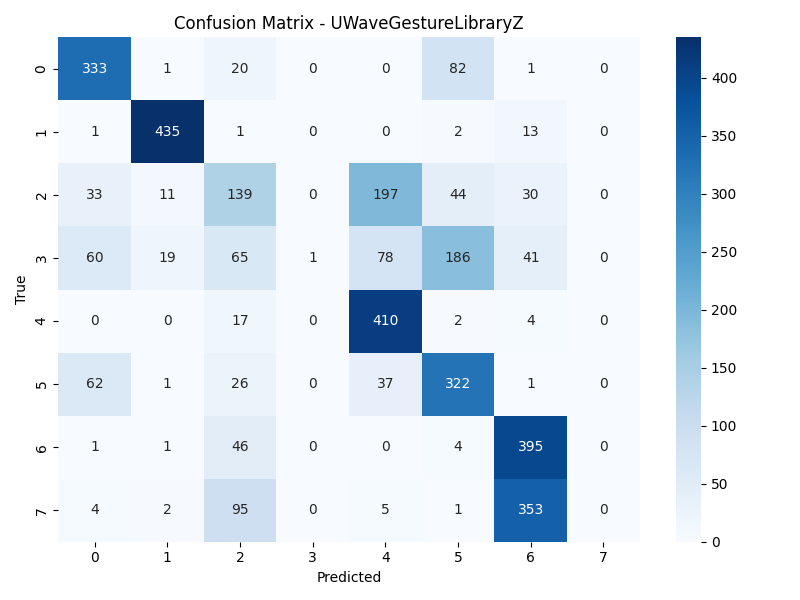 Confusion Matrix - UWaveGestureLibraryZ
0 333 1 20 0 0 82 1 0
1 1 435 1 0 0 2 13 0
2 33 11 139 0 197 44 30 0
3 60 19 65 1 78 186 41 0
4 0 0 17 0 410 2 4 0
5 62 1 26 0 37 322 1 0
6 1 1 46 0 0 4 395 0
7 4 2 95 0 5 1 353 0
0 1 2 3 4 5 6 7
Predicted
True
400
350
300
250
200
150
100
50
0